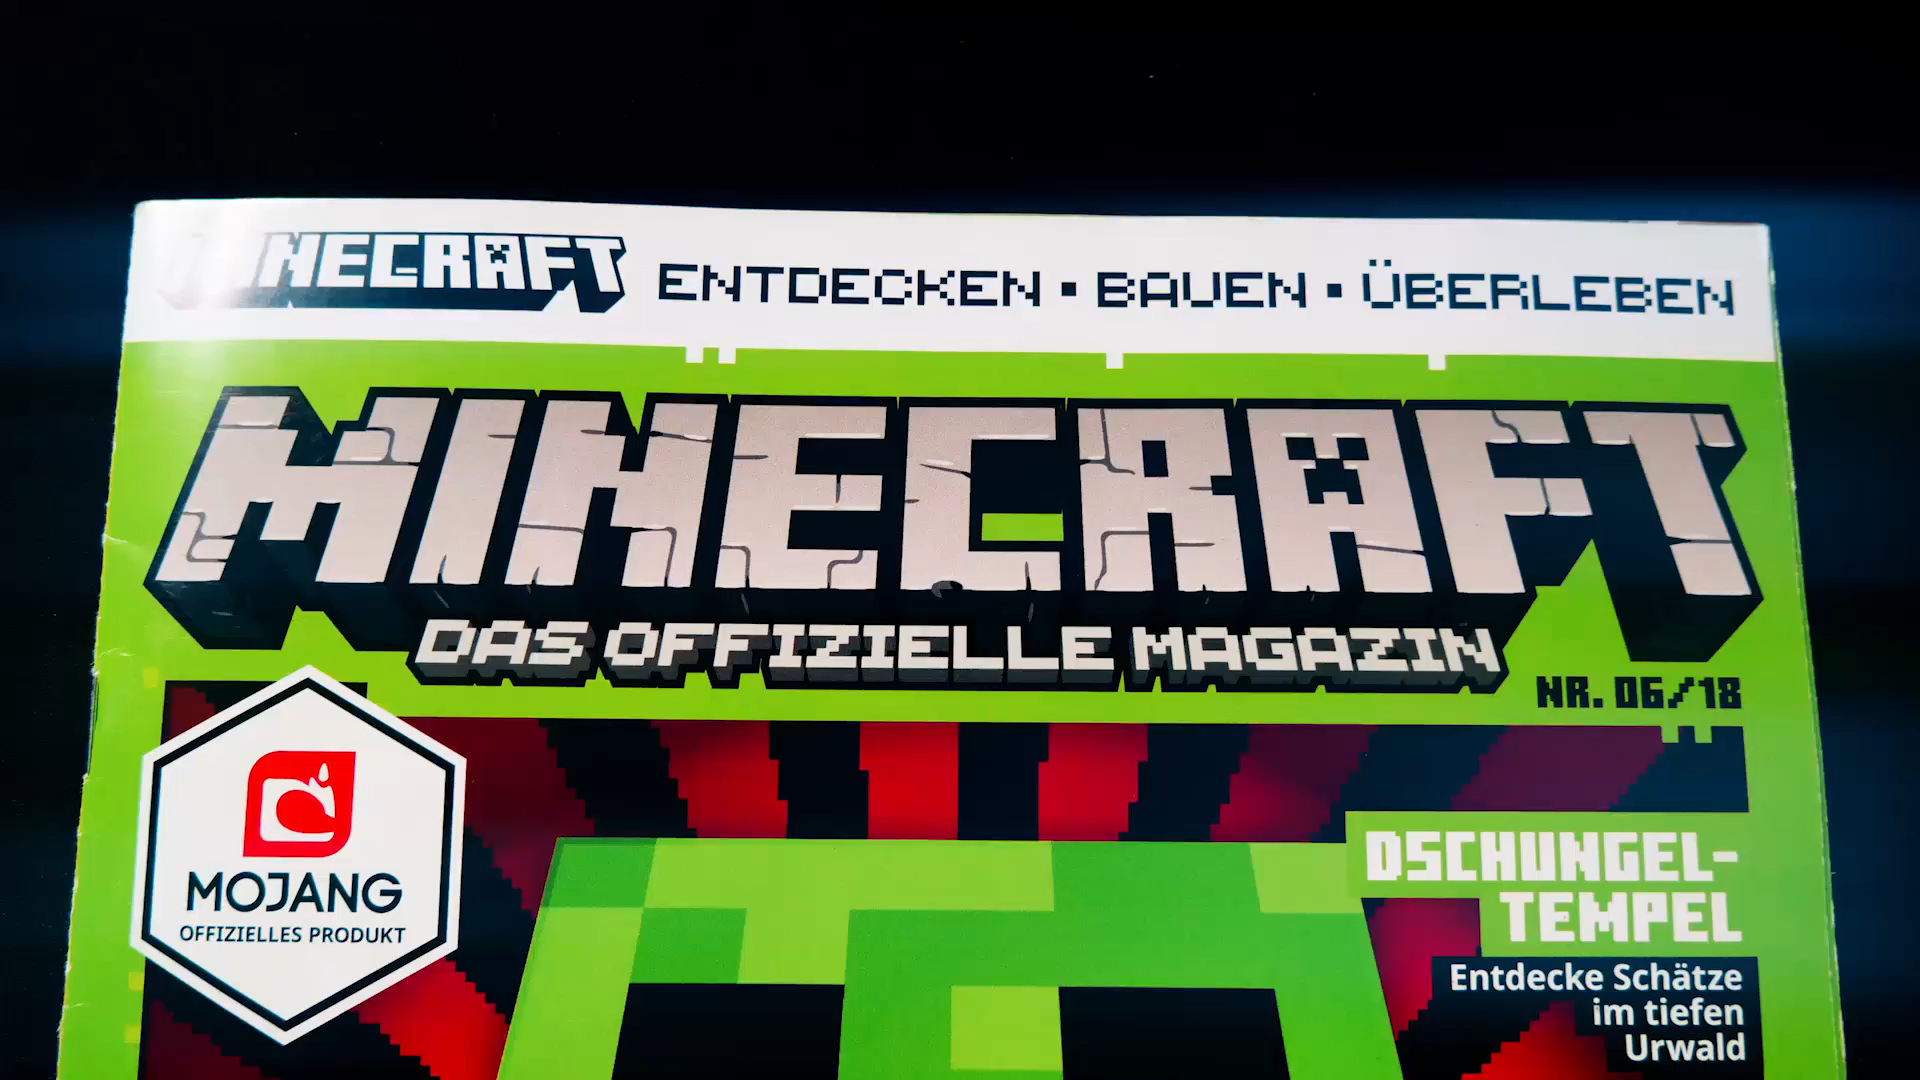 MINECRAFT
ENTDECKEN · BAUEN · ÜBERLEBEN
MINECRAFT
DAS OFFIZIELLE MAGAZIN
NR. 06/18
MOJANG
OFFIZIELLES PRODUKT
DSCHUNGEL-
TEMPEL
Entdecke Schätze
im tiefen
Urwald